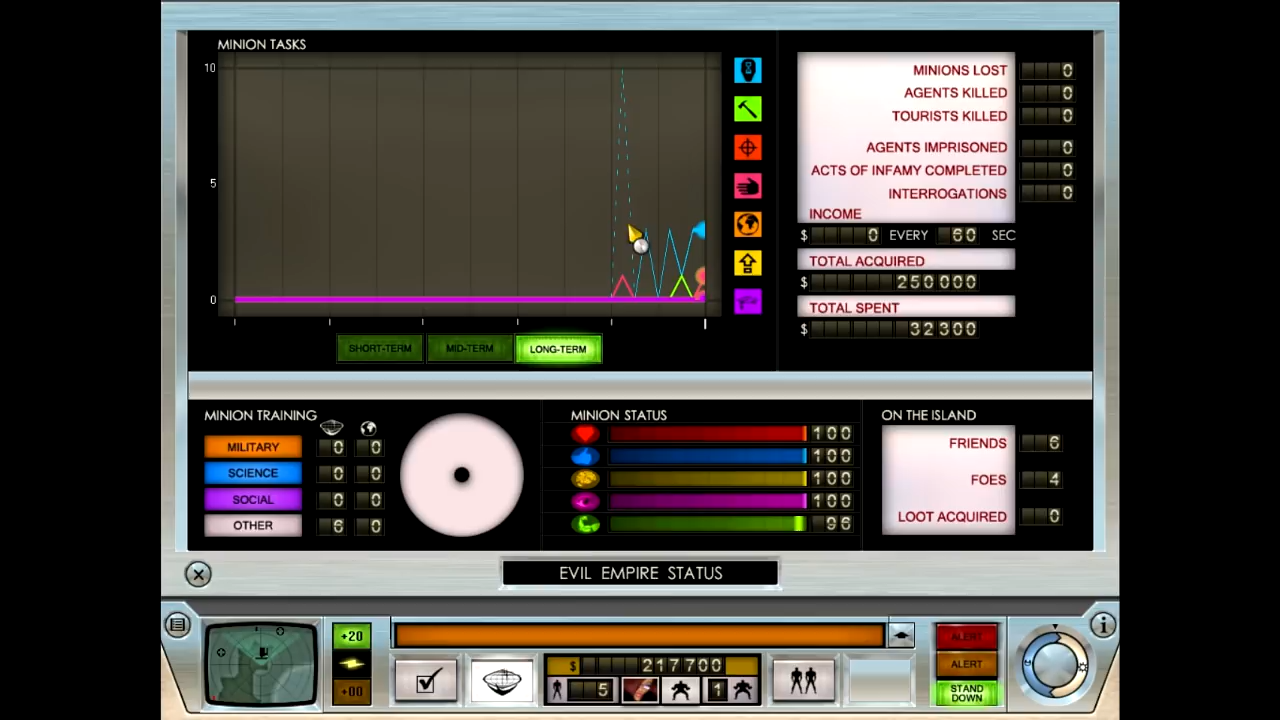 MINION TASKS
10
5
0
SHORT-TERM
MID-TERM
LONG-TERM
MINIONS LOST 0
AGENTS KILLED 0
TOURISTS KILLED 0
AGENTS IMPRISONED 0
ACTS OF INFAMY COMPLETED 0
INTERROGATIONS 0
INCOME
$ 0 EVERY 60 SEC
TOTAL ACQUIRED
$ 250000
TOTAL SPENT
$ 32300
MINION TRAINING
MILITARY 0 0
SCIENCE 0 0
SOCIAL 0 0
OTHER 6 0
MINION STATUS
100
100
100
100
96
ON THE ISLAND
FRIENDS 6
FOES 4
LOOT ACQUIRED 0
EVIL EMPIRE STATUS
+20
+00
$ 217700
5
1
ALERT
ALERT
STAND
DOWN